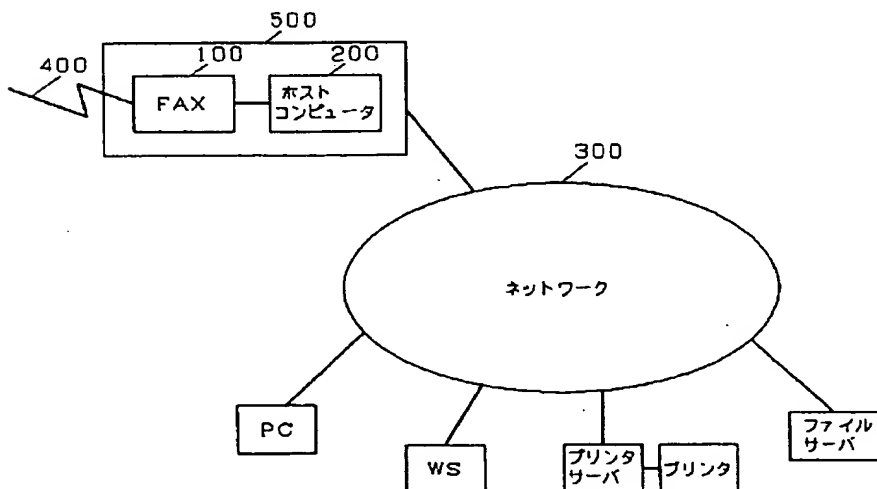 500
400
100
200
FAX
ホスト
コンピュータ
300
ネットワーク
PC
WS
プリンタ
サーバ
プリンタ
ファイル
サーバ